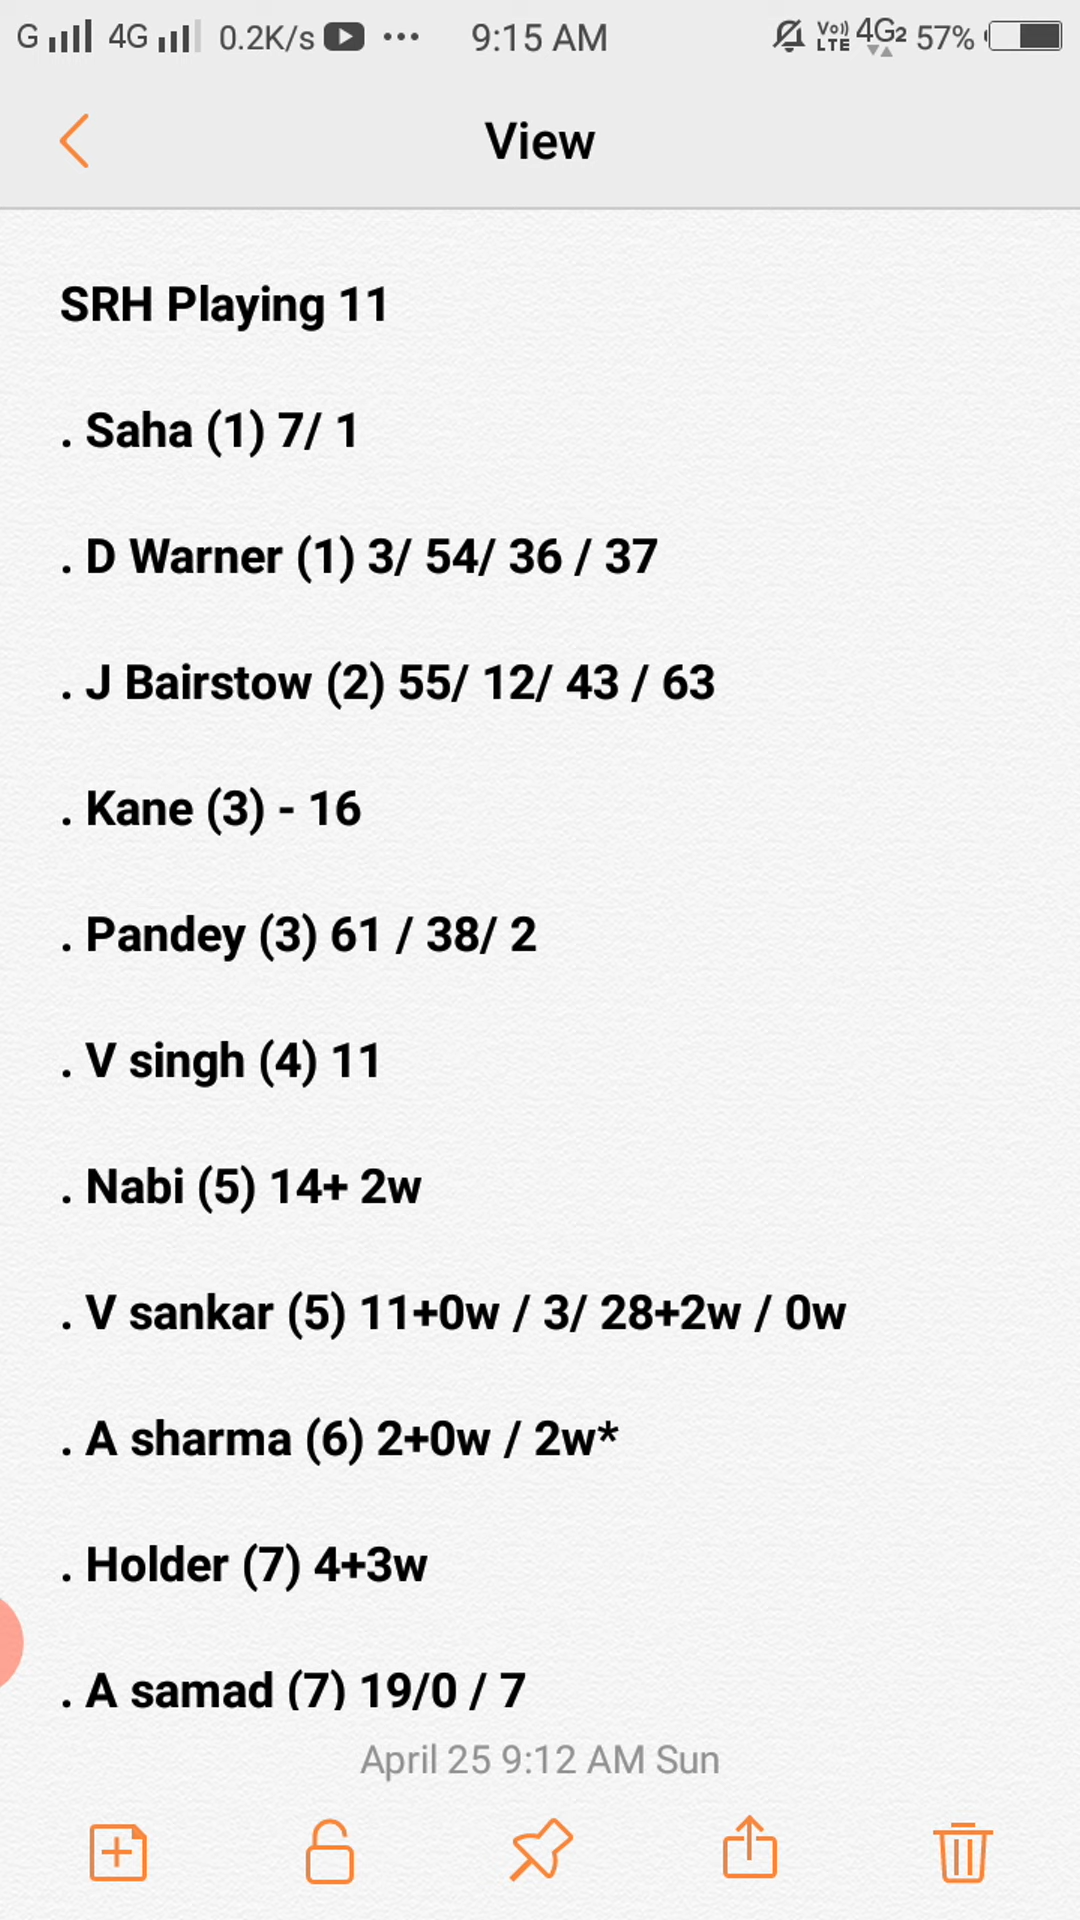 G 4G 0.2K/s ... 9:15 AM Vo)) LTE 4G2 57%
View
SRH Playing 11
. Saha (1) 7/ 1
. D Warner (1) 3/ 54/ 36 / 37
. J Bairstow (2) 55/ 12/ 43 / 63
. Kane (3) - 16
. Pandey (3) 61 / 38/ 2
. V singh (4) 11
. Nabi (5) 14+ 2w
. V sankar (5) 11+0w / 3/ 28+2w / 0w
. A sharma (6) 2+0w / 2w*
. Holder (7) 4+3w
. A samad (7) 19/0 / 7
April 25 9:12 AM Sun